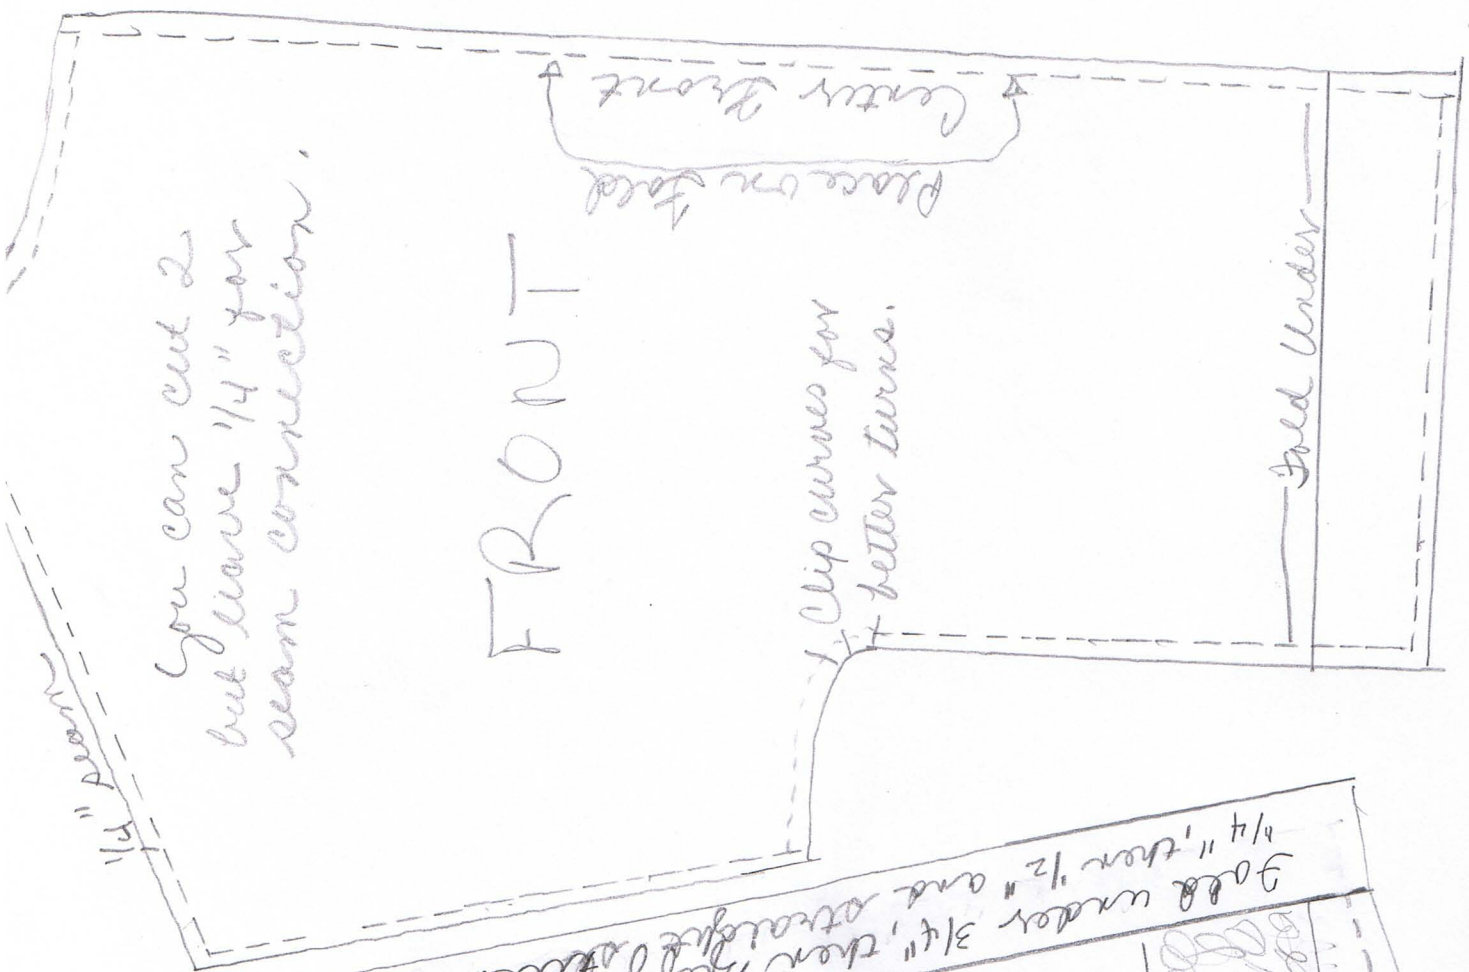 Center Front
Place on fold
You can cut 2
but leave 1/4" for
seam connection.
FRONT
Clip curves for
better turns.
Fold Under
1/4" seam
Fold under 3/4", then
1/4", then 1/2" and straight